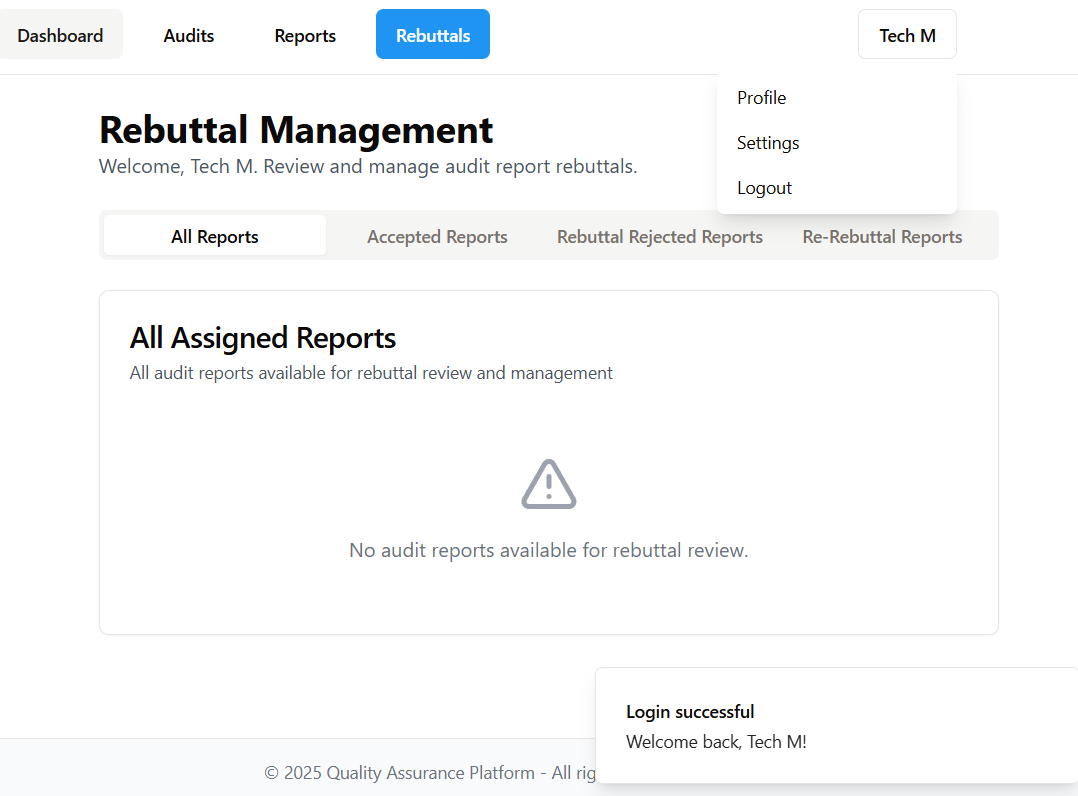 Dashboard Audits Reports Rebuttals Tech M
Profile
Settings
Logout
Rebuttal Management
Welcome, Tech M. Review and manage audit report rebuttals.
All Reports Accepted Reports Rebuttal Rejected Reports Re-Rebuttal Reports
All Assigned Reports
All audit reports available for rebuttal review and management
No audit reports available for rebuttal review.
Login successful
Welcome back, Tech M!
© 2025 Quality Assurance Platform - All rig